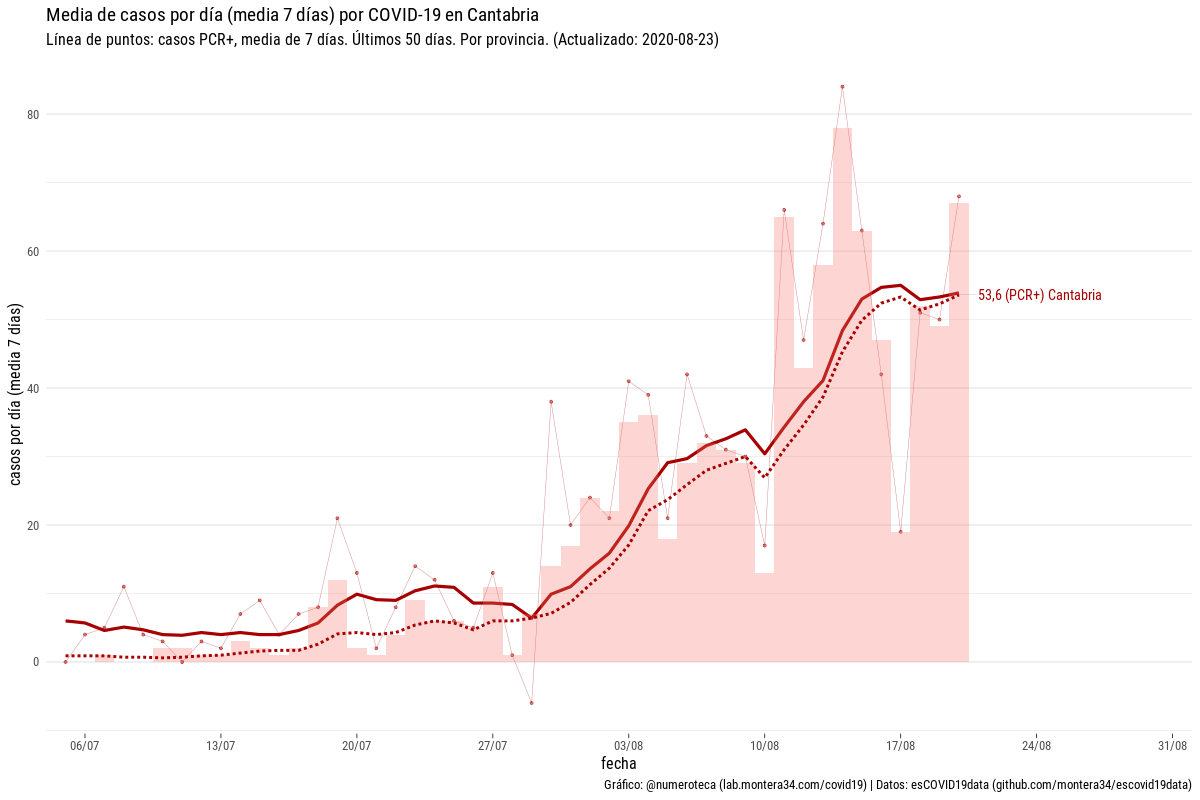 Media de casos por día (media 7 días) por COVID-19 en Cantabria
Línea de puntos: casos PCR+, media de 7 días. Últimos 50 días. Por provincia. (Actualizado: 2020-08-23)
casos por día (media 7 días)
80
60
40
20
0
53,6 (PCR+) Cantabria
06/07 13/07 20/07 27/07 03/08 10/08 17/08 24/08 31/08
fecha
Gráfico: @numeroteca (lab.montera34.com/covid19) | Datos: esCOVID19data (github.com/montera34/escovid19data)